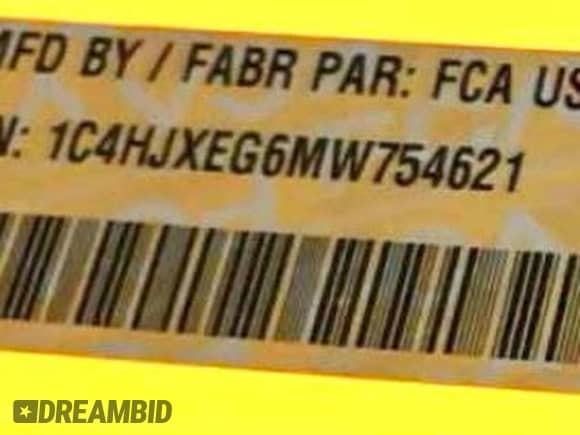 MFD BY / FABR PAR: FCA US
N: 1C4HJXEG6MW754621
DREAMBID